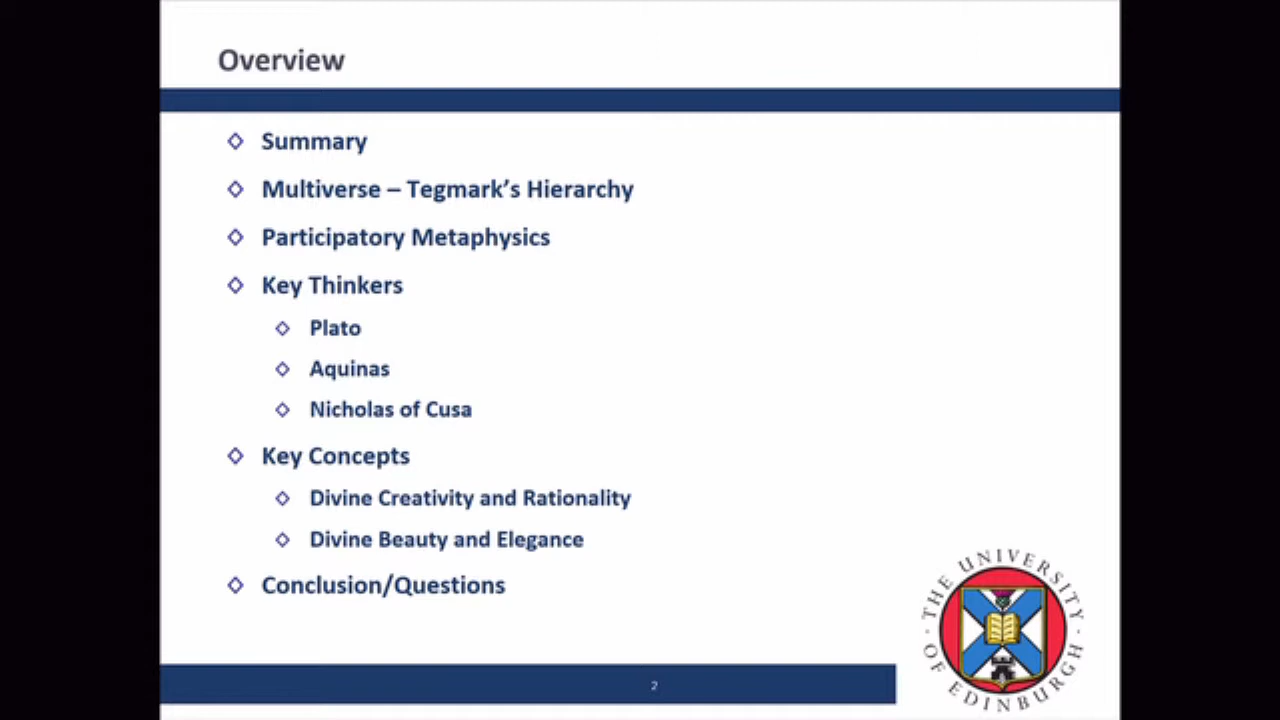 Overview
Summary
Multiverse – Tegmark's Hierarchy
Participatory Metaphysics
Key Thinkers
Plato
Aquinas
Nicholas of Cusa
Key Concepts
Divine Creativity and Rationality
Divine Beauty and Elegance
Conclusion/Questions
THE UNIVERSITY OF EDINBURGH
2